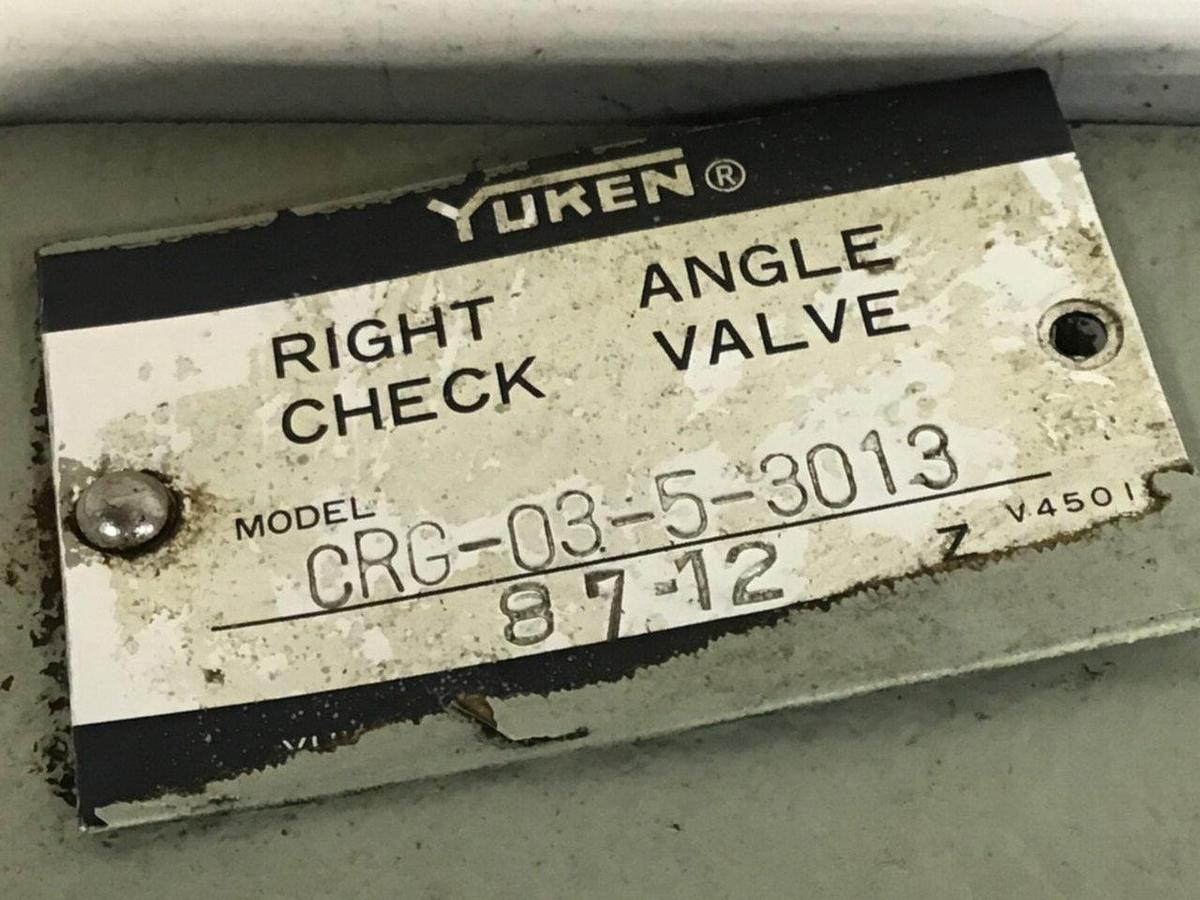 YUKEN®
RIGHT ANGLE
CHECK VALVE
MODEL CRG-03-5-3013
87-12 Z V4501